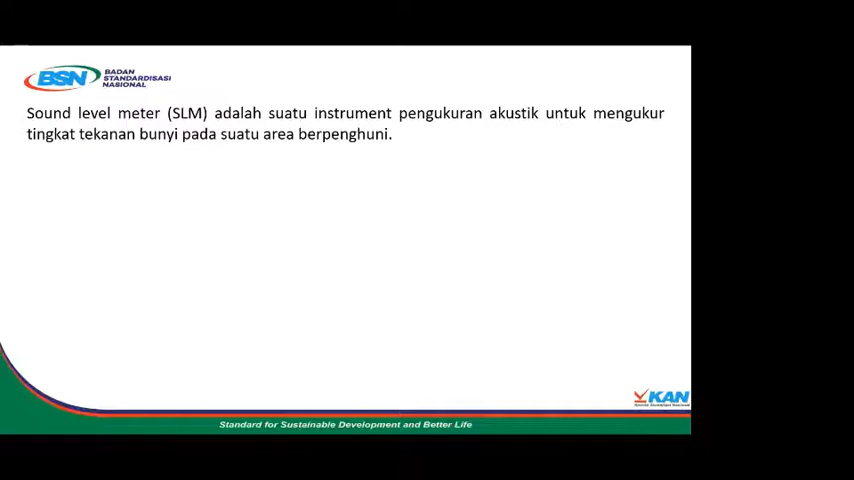 BSN BADAN
STANDARDISASI
NASIONAL
Sound level meter (SLM) adalah suatu instrument pengukuran akustik untuk mengukur
tingkat tekanan bunyi pada suatu area berpenghuni.
KAN
Standard for Sustainable Development and Better Life